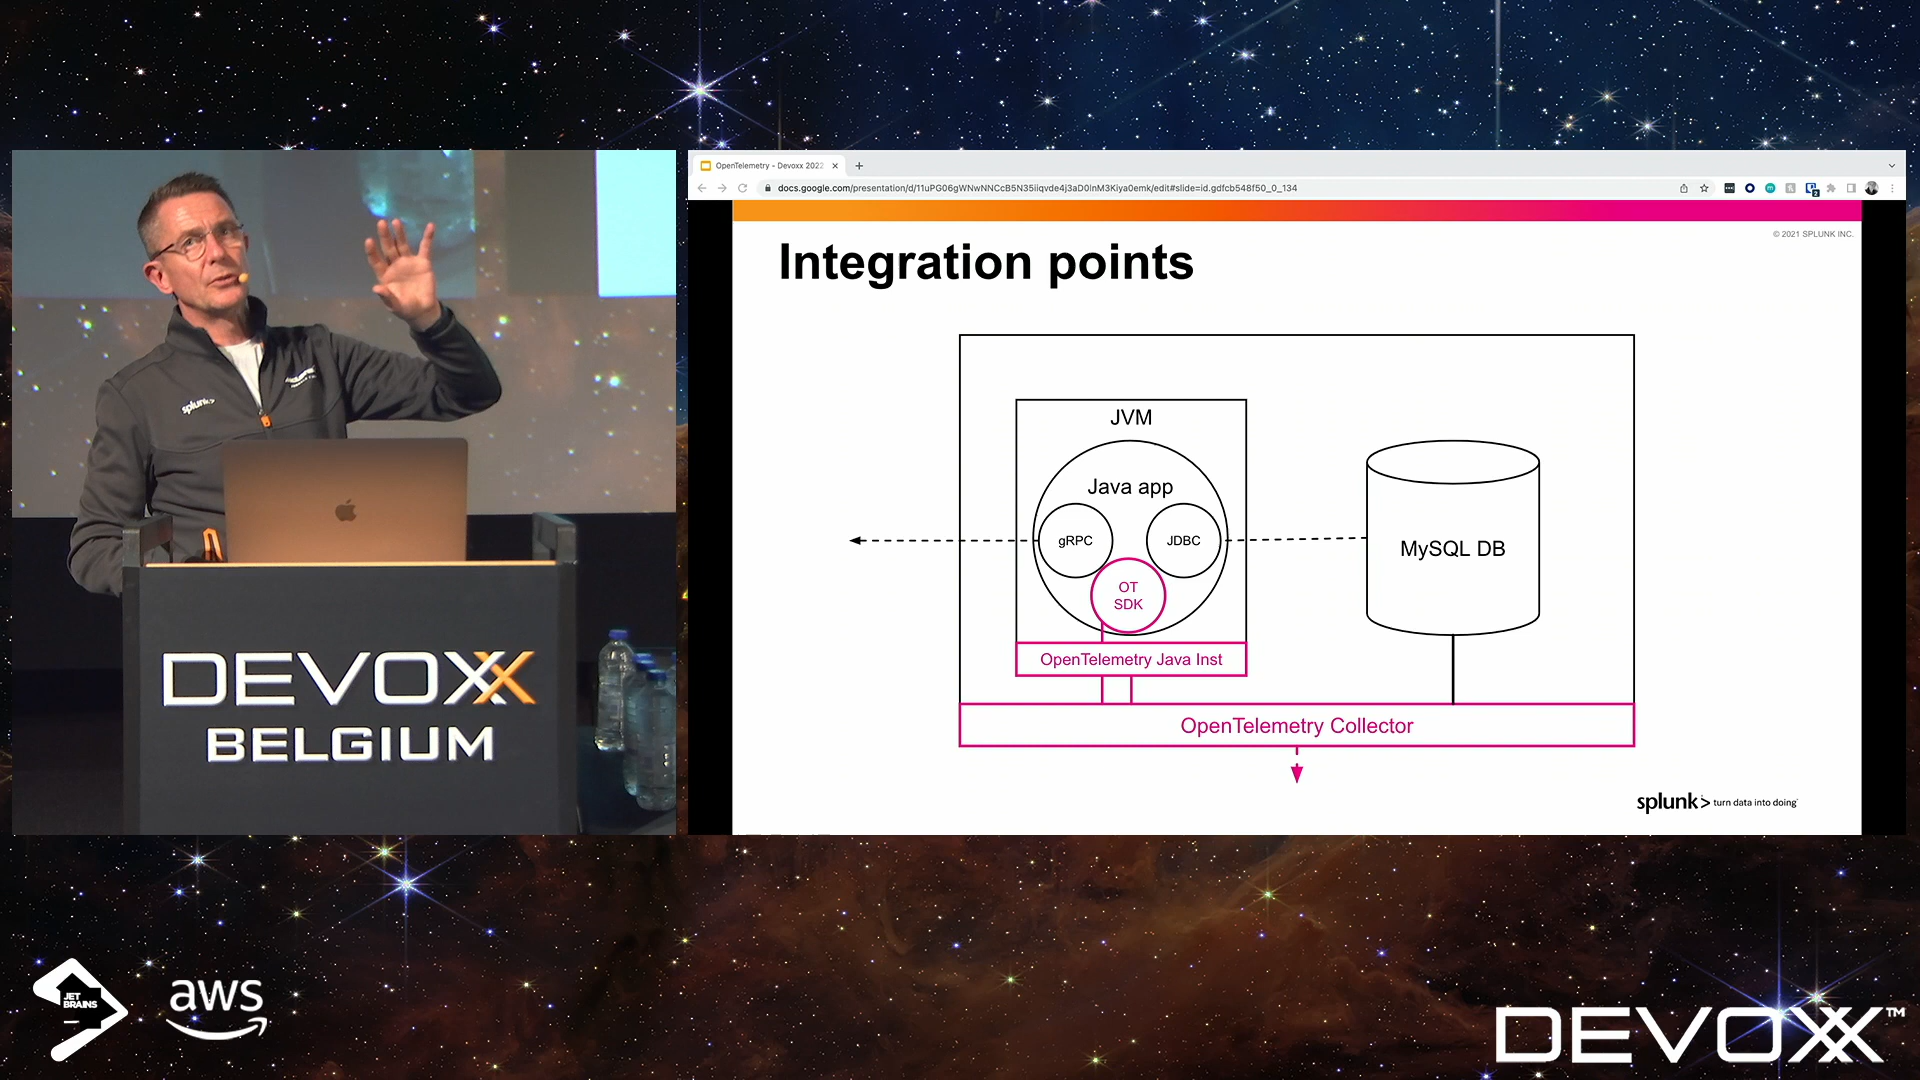 splunk>
DEVOXX
BELGIUM
OpenTelemetry - Devoxx 2022
docs.google.com/presentation/d/11uPG06gWNwNNCcB5N35iiqvde4j3aD0lnM3Kiya0emk/edit#slide=id.gdfcb548f50_0_134
© 2021 SPLUNK INC.
Integration points
JVM
Java app
gRPC
JDBC
OT
SDK
MySQL DB
OpenTelemetry Java Inst
OpenTelemetry Collector
splunk> turn data into doing
JET
BRAINS
aws
DEVOXX™